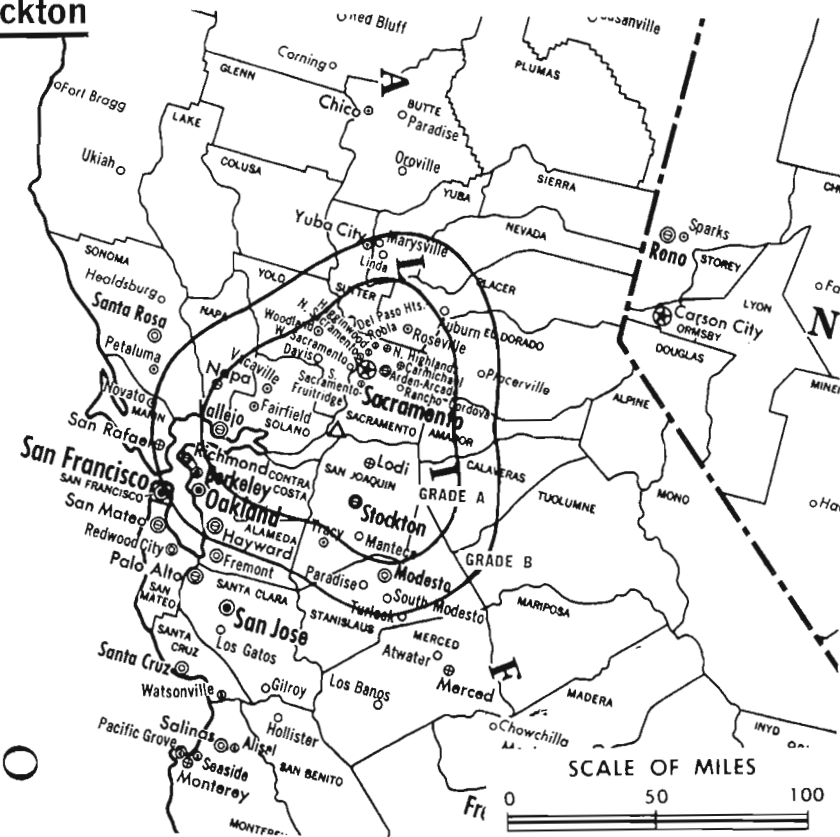 ckton
Red Bluff
Corning
GLENN
PLUMAS
Fort Bragg
A
Chico
BUTTE
Paradise
LAKE
Ukiah
COLUSA
Oroville
YUBA
SIERRA
Yuba City
Marysville
Linda
NEVADA
Sparks
Reno
STOREY
SONOMA
YOLO
L
PLACER
Healdsburg
SUTTER
LYON
N
Santa Rosa
NAPA
Woodland
Higginwood
N. Sacramento
Del Paso Hts.
Robla
Auburn
EL DORADO
Roseville
Carson City
ORMSBY
DOUGLAS
Petaluma
W. Sacramento
Davis
N. Highland
Carmichael
Arden-Arcade
Rancho Cordova
Placerville
Napa
Vacaville
S. Sacramento-
Fruitridge
Sacramento
ALPINE
Novato
MARIN
Vallejo
Fairfield
SOLANO
SACRAMENTO
AMADOR
San Rafael
Richmond
CONTRA
COSTA
Lodi
SAN JOAQUIN
I
CALAVERAS
San Francisco
SAN FRANCISCO
Berkeley
Oakland
GRADE A
TUOLUMNE
MONO
San Mateo
ALAMEDA
Stockton
Redwood City
Hayward
Tracy
Manteca
Palo Alto
Fremont
GRADE B
Paradise
Modesto
SAN
MATEO
SANTA CLARA
South Modesto
STANISLAUS
Turlock
MARIPOSA
San Jose
SANTA
CRUZ
Los Gatos
MERCED
Atwater
F
Santa Cruz
Merced
Watsonville
Gilroy
Los Banos
MADERA
Salinas
Hollister
Chowchilla
INYO
Pacific Grove
Alisal
O
Seaside
Monterey
SAN BENITO
SCALE OF MILES
0 50 100